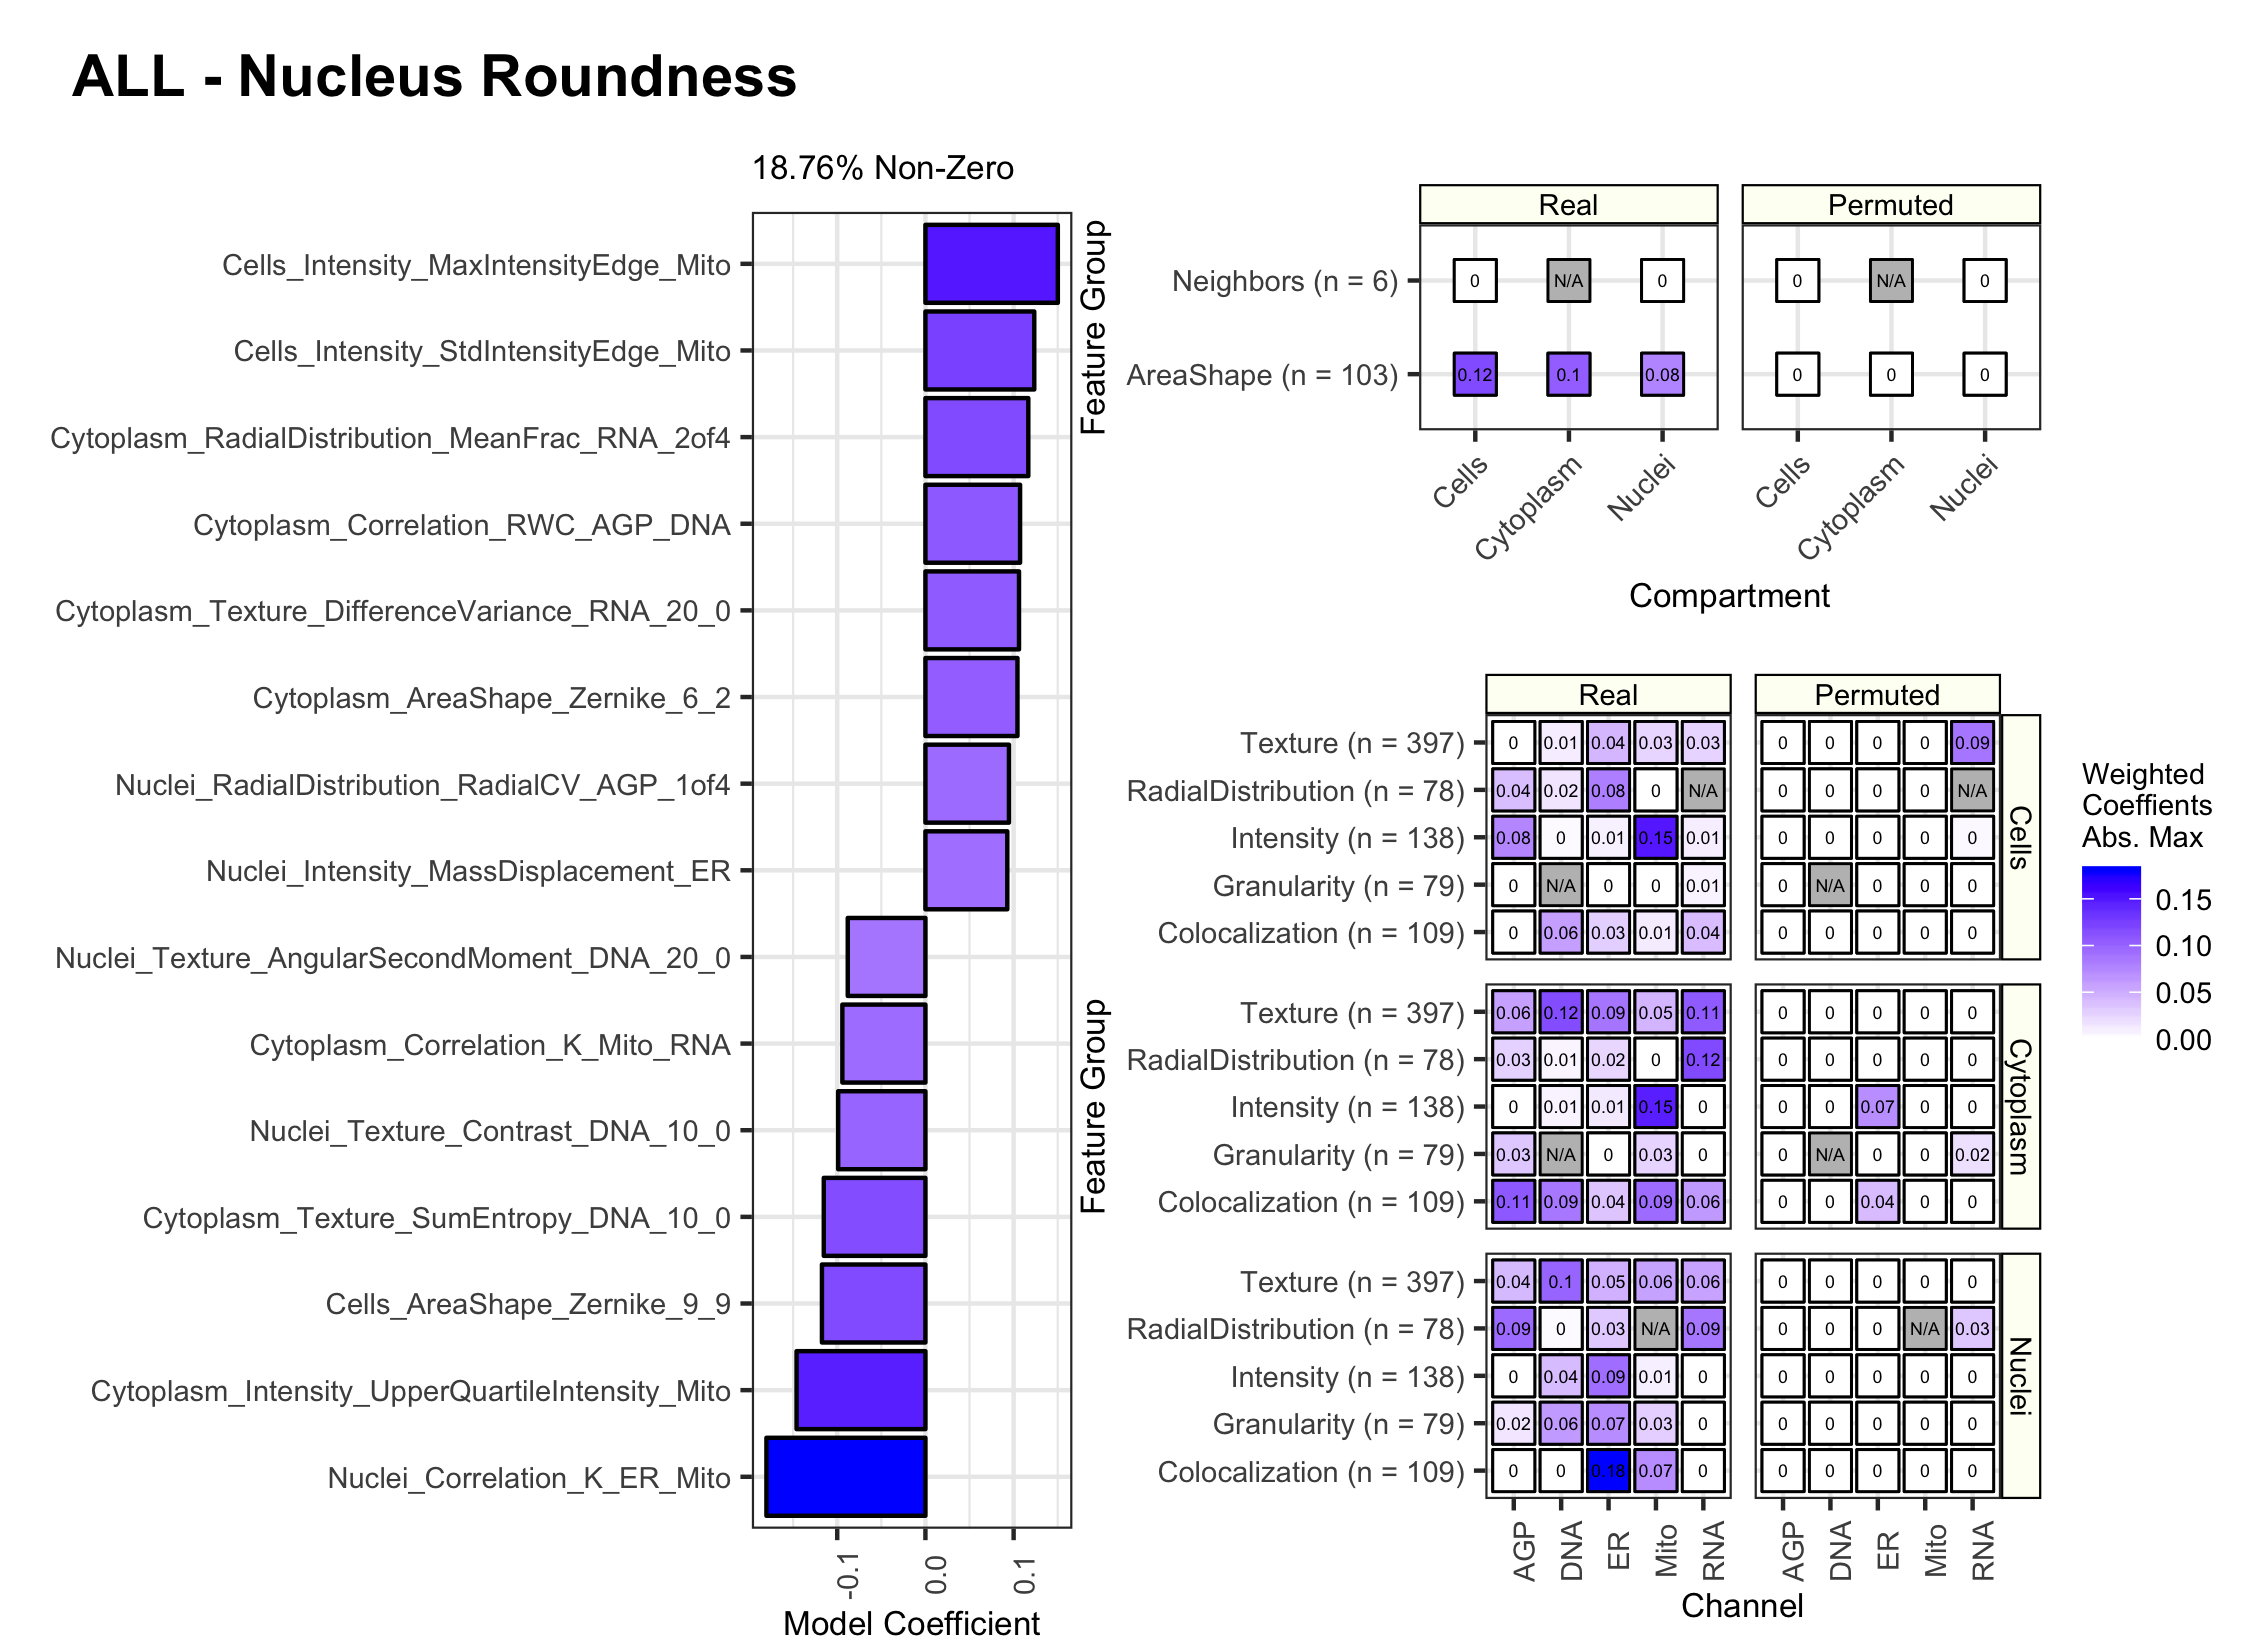 ALL - Nucleus Roundness
18.76% Non-Zero
Cells_Intensity_MaxIntensityEdge_Mito
Cells_Intensity_StdIntensityEdge_Mito
Cytoplasm_RadialDistribution_MeanFrac_RNA_2of4
Cytoplasm_Correlation_RWC_AGP_DNA
Cytoplasm_Texture_DifferenceVariance_RNA_20_0
Cytoplasm_AreaShape_Zernike_6_2
Nuclei_RadialDistribution_RadialCV_AGP_1of4
Nuclei_Intensity_MassDisplacement_ER
Nuclei_Texture_AngularSecondMoment_DNA_20_0
Cytoplasm_Correlation_K_Mito_RNA
Nuclei_Texture_Contrast_DNA_10_0
Cytoplasm_Texture_SumEntropy_DNA_10_0
Cells_AreaShape_Zernike_9_9
Cytoplasm_Intensity_UpperQuartileIntensity_Mito
Nuclei_Correlation_K_ER_Mito
-0.1 0.0 0.1
Model Coefficient
Feature Group
Real Permuted
Neighbors (n = 6) 0 N/A 0 0 N/A 0
AreaShape (n = 103) 0.12 0.1 0.08 0 0 0
Cells Cytoplasm Nuclei Cells Cytoplasm Nuclei
Compartment
Feature Group
Real Permuted
Texture (n = 397) 0 0.01 0.04 0.03 0.03 0 0 0 0 0.09
RadialDistribution (n = 78) 0.04 0.02 0.08 0 N/A 0 0 0 0 N/A
Intensity (n = 138) 0.08 0 0.01 0.15 0.01 0 0 0 0 0
Granularity (n = 79) 0 N/A 0 0 0.01 0 N/A 0 0 0
Colocalization (n = 109) 0 0.06 0.03 0.01 0.04 0 0 0 0 0
Cells
Texture (n = 397) 0.06 0.12 0.09 0.05 0.11 0 0 0 0 0
RadialDistribution (n = 78) 0.03 0.01 0.02 0 0.12 0 0 0 0 0
Intensity (n = 138) 0 0.01 0.01 0.15 0 0 0 0.07 0 0
Granularity (n = 79) 0.03 N/A 0 0.03 0 0 N/A 0 0 0.02
Colocalization (n = 109) 0.11 0.09 0.04 0.09 0.06 0 0 0.04 0 0
Cytoplasm
Texture (n = 397) 0.04 0.1 0.05 0.06 0.06 0 0 0 0 0
RadialDistribution (n = 78) 0.09 0 0.03 N/A 0.09 0 0 0 N/A 0.03
Intensity (n = 138) 0 0.04 0.09 0.01 0 0 0 0 0 0
Granularity (n = 79) 0.02 0.06 0.07 0.03 0 0 0 0 0 0
Colocalization (n = 109) 0 0 0.18 0.07 0 0 0 0 0 0
Nuclei
AGP DNA ER Mito RNA AGP DNA ER Mito RNA
Channel
Weighted
Coeffients
Abs. Max
0.15
0.10
0.05
0.00